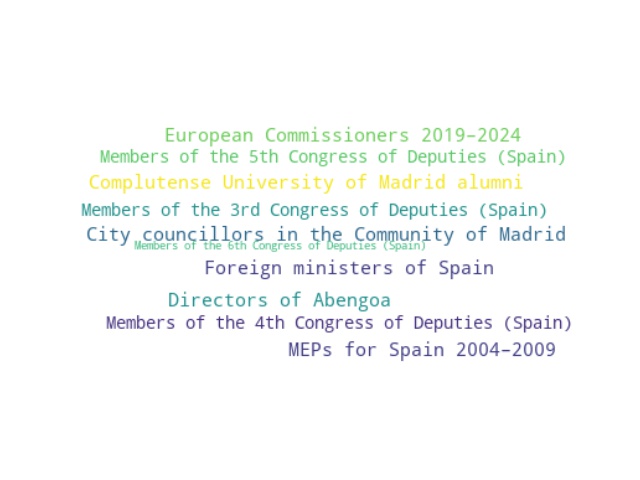 European Commissioners 2019–2024
Members of the 5th Congress of Deputies (Spain)
Complutense University of Madrid alumni
Members of the 3rd Congress of Deputies (Spain)
City councillors in the Community of Madrid
Members of the 6th Congress of Deputies (Spain)
Foreign ministers of Spain
Directors of Abengoa
Members of the 4th Congress of Deputies (Spain)
MEPs for Spain 2004–2009